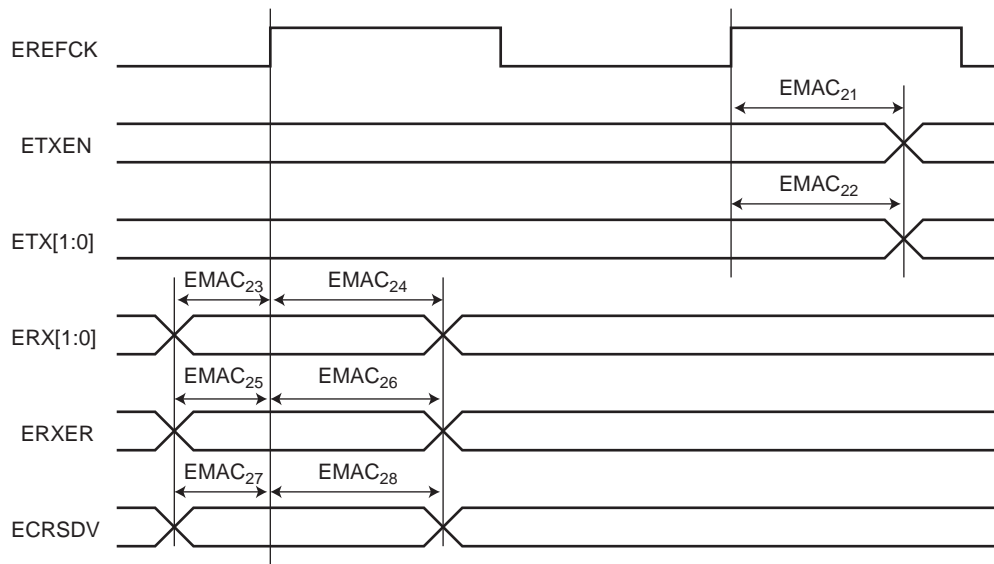 EREFCK
EMAC21
ETXEN
EMAC22
ETX[1:0]
EMAC23 EMAC24
ERX[1:0]
EMAC25 EMAC26
ERXER
EMAC27 EMAC28
ECRSDV